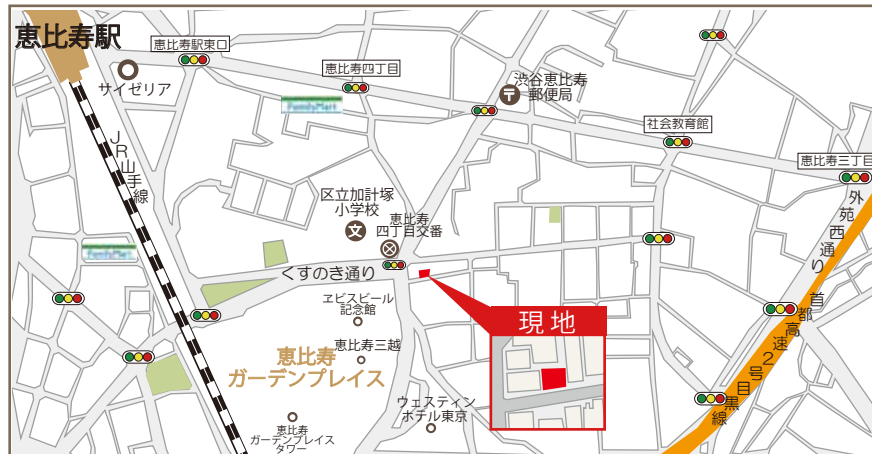 恵比寿駅
恵比寿駅東口
サイゼリア
恵比寿四丁目
FamilyMart
渋谷恵比寿
郵便局
社会教育館
恵比寿三丁目
JR山手線
区立加計塚
小学校
文
恵比寿
四丁目交番
外苑西通り
FamilyMart
くすのき通り
ヱビスビール
記念館
現地
首都高速2号目黒線
恵比寿三越
恵比寿
ガーデンプレイス
ウェスティン
ホテル東京
恵比寿
ガーデンプレイス
タワー